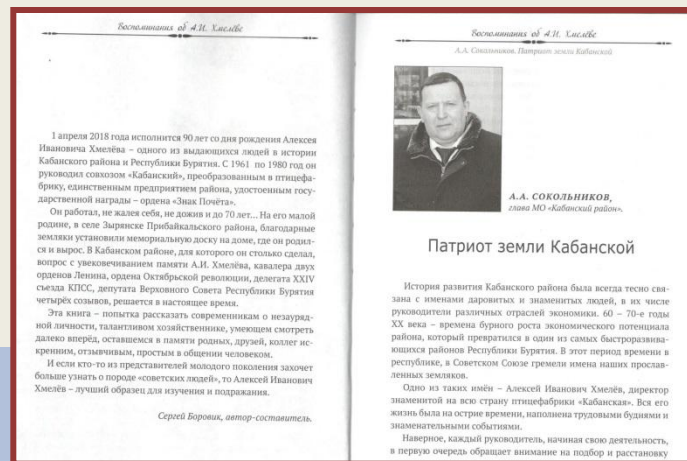 Воспоминания об А.И. Хмелёве
1 апреля 2018 года исполнится 90 лет со дня рождения Алексея
Ивановича Хмелёва – одного из выдающихся людей в истории
Кабанского района и Республики Бурятия. С 1961 по 1980 год он
руководил совхозом «Кабанский», преобразованным в птицефа-
брику, единственным предприятием района, удостоенным госу-
дарственной награды – ордена «Знак Почёта».
Он работал, не жалея себя, не дожив и до 70 лет... На его малой
родине, в селе Зырянске Прибайкальского района, благодарные
земляки установили мемориальную доску на доме, где он родил-
ся и вырос. В Кабанском районе, для которого он столько сделал,
вопрос с увековечиванием памяти А.И. Хмелёва, кавалера двух
орденов Ленина, ордена Октябрьской революции, делегата XXIV
съезда КПСС, депутата Верховного Совета Республики Бурятия
четырёх созывов, решается в настоящее время.
Эта книга – попытка рассказать современникам о незауряд-
ной личности, талантливом хозяйственнике, умеющем смотреть
далеко вперёд, оставшемся в памяти родных, друзей, коллег ис-
кренним, отзывчивым, простым в общении человеком.
И если кто-то из представителей молодого поколения захочет
больше узнать о породе «советских людей», то Алексей Иванович
Хмелёв – лучший образец для изучения и подражания.
Сергей Боровик, автор-составитель.
Воспоминания об А.И. Хмелёве
А.А. Сокольников. Патриот земли Кабанской
А.А. СОКОЛЬНИКОВ,
глава МО «Кабанский район».
Патриот земли Кабанской
История развития Кабанского района была всегда тесно свя-
зана с именами даровитых и знаменитых людей, в их числе
руководители различных отраслей экономики. 60 – 70-е годы
XX века – времена бурного роста экономического потенциала
района, который превратился в один из самых быстроразвива-
ющихся районов Республики Бурятия. В этот период времени в
республике, в Советском Союзе гремели имена наших прослав-
ленных земляков.
Одно из таких имён – Алексей Иванович Хмелёв, директор
знаменитой на всю страну птицефабрики «Кабанская». Вся его
жизнь была на острие времени, наполнена трудовыми буднями и
знаменательными событиями.
Наверное, каждый руководитель, начиная свою деятельность,
в первую очередь обращает внимание на подбор и расстановку